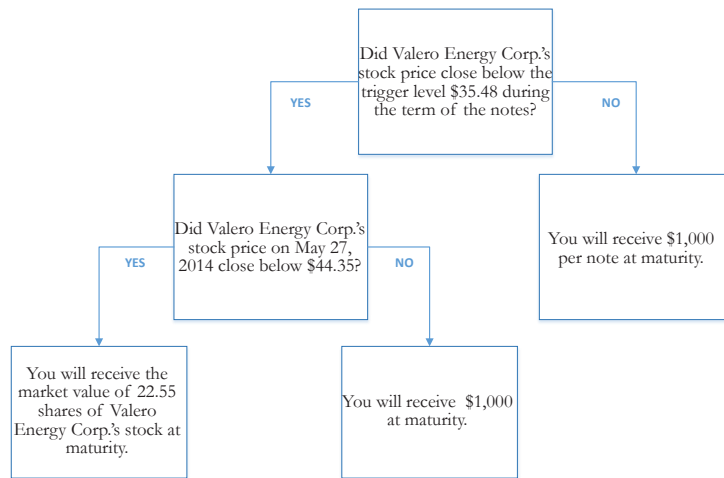 Did Valero Energy Corp.'s
stock price close below the
trigger level $35.48 during
the term of the notes?
YES
NO
Did Valero Energy Corp.'s
stock price on May 27,
2014 close below $44.35?
You will receive $1,000
per note at maturity.
YES
NO
You will receive the
market value of 22.55
shares of Valero
Energy Corp.'s stock at
maturity.
You will receive $1,000
at maturity.